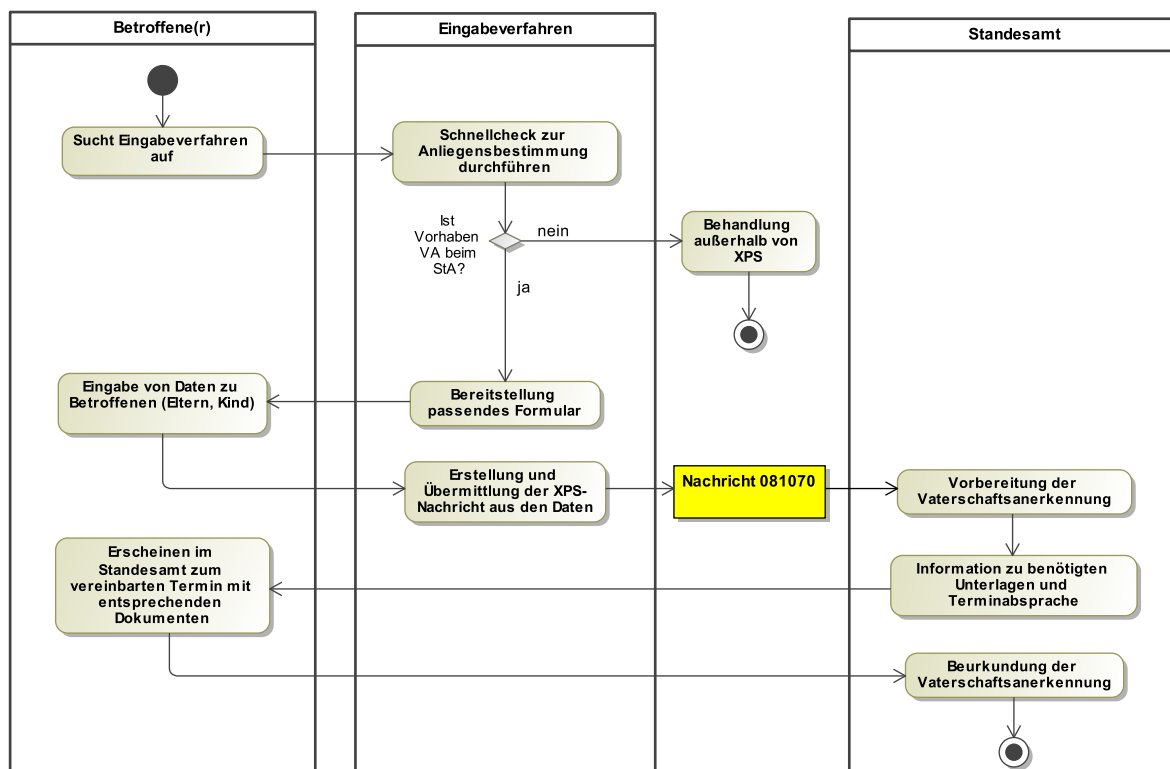 Betroffene(r)
Eingabeverfahren
Standesamt
Sucht Eingabeverfahren
auf
Schnellcheck zur
Anliegensbestimmung
durchführen
Ist
Vorhaben
VA beim
StA?
nein
ja
Behandlung
außerhalb von
XPS
Eingabe von Daten zu
Betroffenen (Eltern, Kind)
Bereitstellung
passendes Formular
Erstellung und
Übermittlung der XPS-
Nachricht aus den Daten
Nachricht 081070
Vorbereitung der
Vaterschaftsanerkennung
Erscheinen im
Standesamt zum
vereinbarten Termin mit
entsprechenden
Dokumenten
Information zu benötigten
Unterlagen und
Terminabsprache
Beurkundung der
Vaterschaftsanerkennung